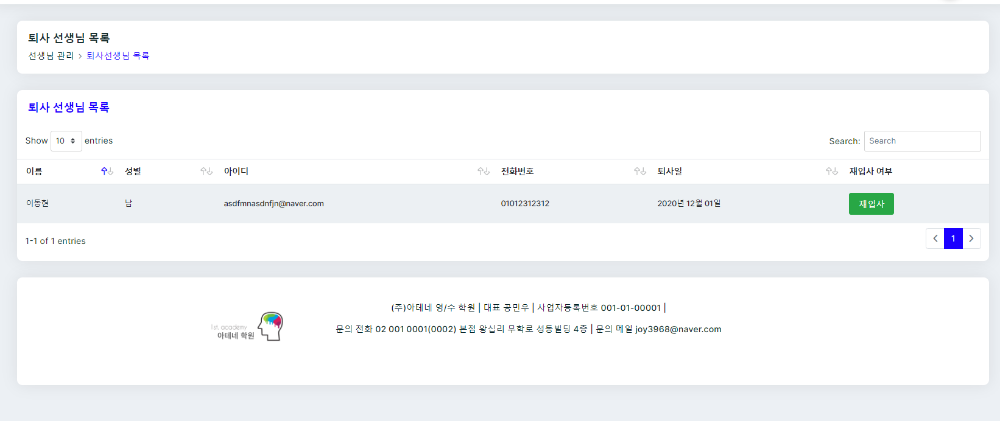 퇴사 선생님 목록
선생님 관리 > 퇴사선생님 목록
퇴사 선생님 목록
Show 10 entries Search: Search
이름 성별 아이디 전화번호 퇴사일 재입사 여부
이동현 남 asdfmnasdnfjn@naver.com 01012312312 2020년 12월 01일 재입사
1-1 of 1 entries 1
(주)아테네 영/수 학원 | 대표 공민우 | 사업자등록번호 001-01-00001 |
1st. academy
아테네 학원
문의 전화 02 001 0001(0002) 본점 왕십리 무학로 성동빌딩 4층 | 문의 메일 joy3968@naver.com